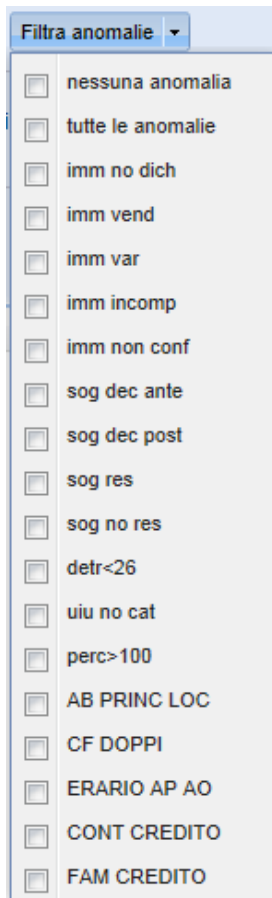 Filtra anomalie
nessuna anomalia
tutte le anomalie
imm no dich
imm vend
imm var
imm incomp
imm non conf
sog dec ante
sog dec post
sog res
sog no res
detr<26
uiu no cat
perc>100
AB PRINC LOC
CF DOPPI
ERARIO AP AO
CONT CREDITO
FAM CREDITO